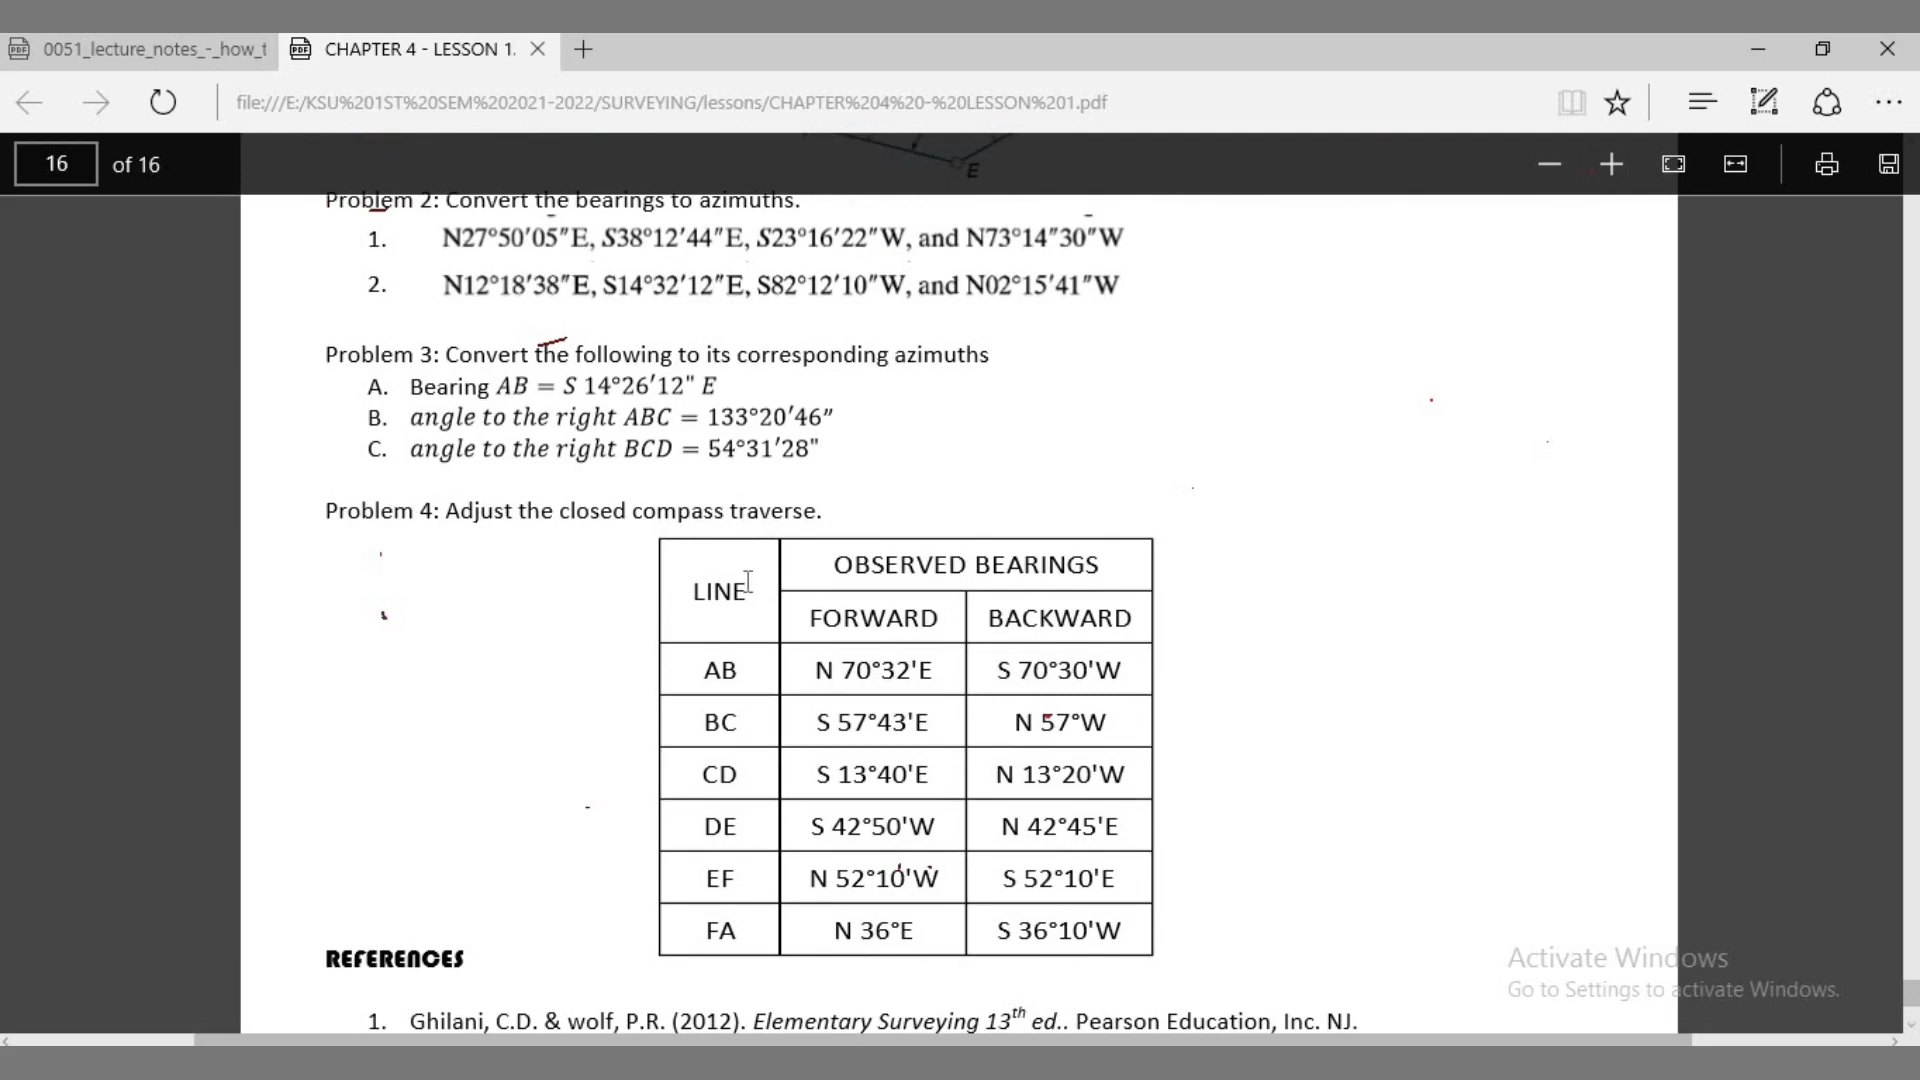 0051_lecture_notes_-_how_t
CHAPTER 4 - LESSON 1.
file:///E:/KSU%201ST%20SEM%202021-2022/SURVEYING/lessons/CHAPTER%204%20-%20LESSON%201.pdf
16 of 16
E
Problem 2: Convert the bearings to azimuths.
1. N27°50′05″E, S38°12′44″E, S23°16′22″W, and N73°14″30″W
2. N12°18′38″E, S14°32′12″E, S82°12′10″W, and N02°15′41″W
Problem 3: Convert the following to its corresponding azimuths
A. Bearing AB = S 14°26′12" E
B. angle to the right ABC = 133°20′46”
C. angle to the right BCD = 54°31′28"
Problem 4: Adjust the closed compass traverse.
LINE OBSERVED BEARINGS
FORWARD BACKWARD
AB N 70°32'E S 70°30'W
BC S 57°43'E N 57°W
CD S 13°40'E N 13°20'W
DE S 42°50'W N 42°45'E
EF N 52°10'W S 52°10'E
FA N 36°E S 36°10'W
REFERENCES
1. Ghilani, C.D. & wolf, P.R. (2012). Elementary Surveying 13th ed.. Pearson Education, Inc. NJ.
Activate Windows
Go to Settings to activate Windows.